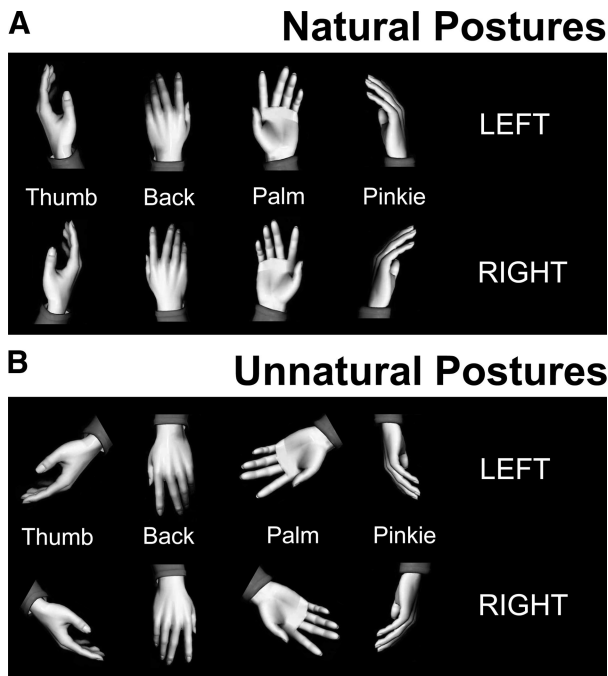 A
Natural Postures
LEFT
Thumb Back Palm Pinkie
RIGHT
B
Unnatural Postures
LEFT
Thumb Back Palm Pinkie
RIGHT